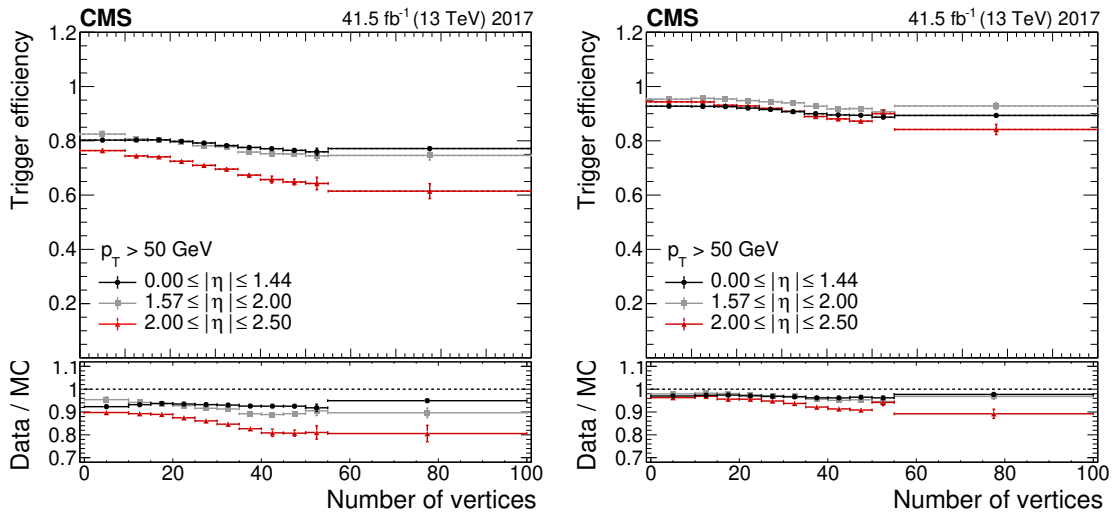 CMS 41.5 fb⁻¹ (13 TeV) 2017
Trigger efficiency
1.2
1
0.8
0.6
0.4
0.2
p_T > 50 GeV
0.00 ≤ | η | ≤ 1.44
1.57 ≤ | η | ≤ 2.00
2.00 ≤ | η | ≤ 2.50
Data / MC
1.1
1
0.9
0.8
0.7
0 20 40 60 80 100
Number of vertices
CMS 41.5 fb⁻¹ (13 TeV) 2017
Trigger efficiency
1.2
1
0.8
0.6
0.4
0.2
p_T > 50 GeV
0.00 ≤ | η | ≤ 1.44
1.57 ≤ | η | ≤ 2.00
2.00 ≤ | η | ≤ 2.50
Data / MC
1.1
1
0.9
0.8
0.7
0 20 40 60 80 100
Number of vertices